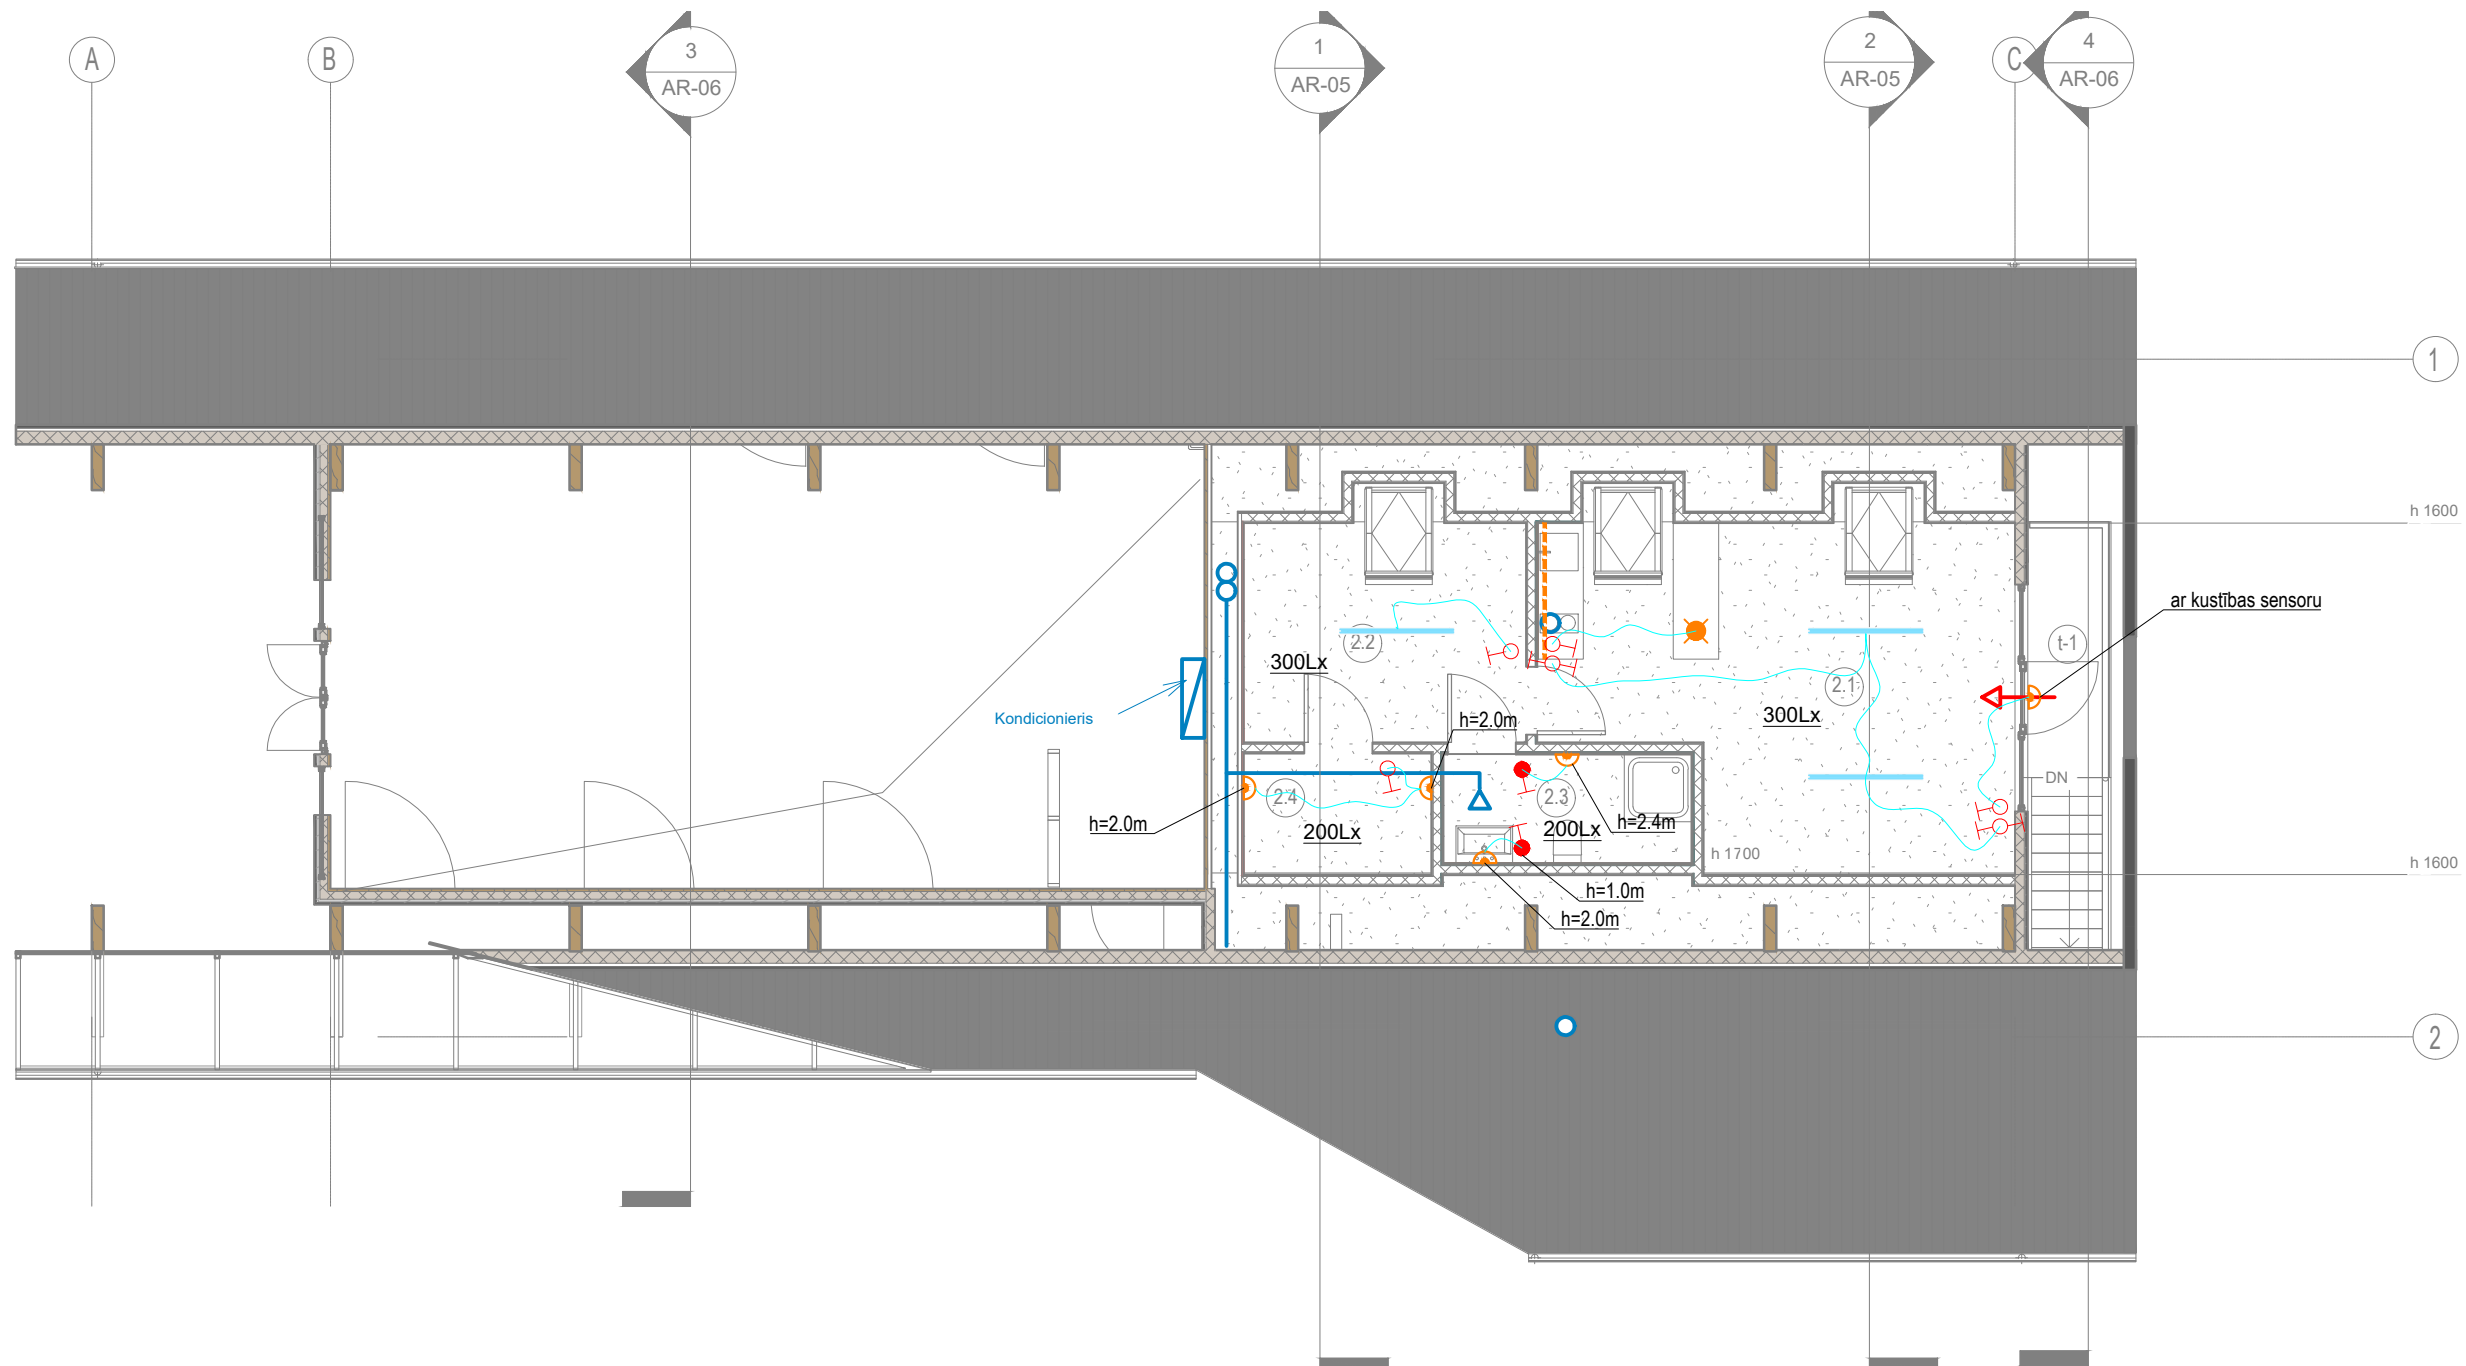 A
B
3
AR-06
1
AR-05
2
AR-05
C
4
AR-06
1
h 1600
ar kustības sensoru
t-1
2.2
300Lx
2.1
300Lx
Kondicionieris
h=2.0m
DN
2.4
2.3
h=2.0m
200Lx
200Lx
h=2.4m
h 1700
h 1600
h=1.0m
h=2.0m
2